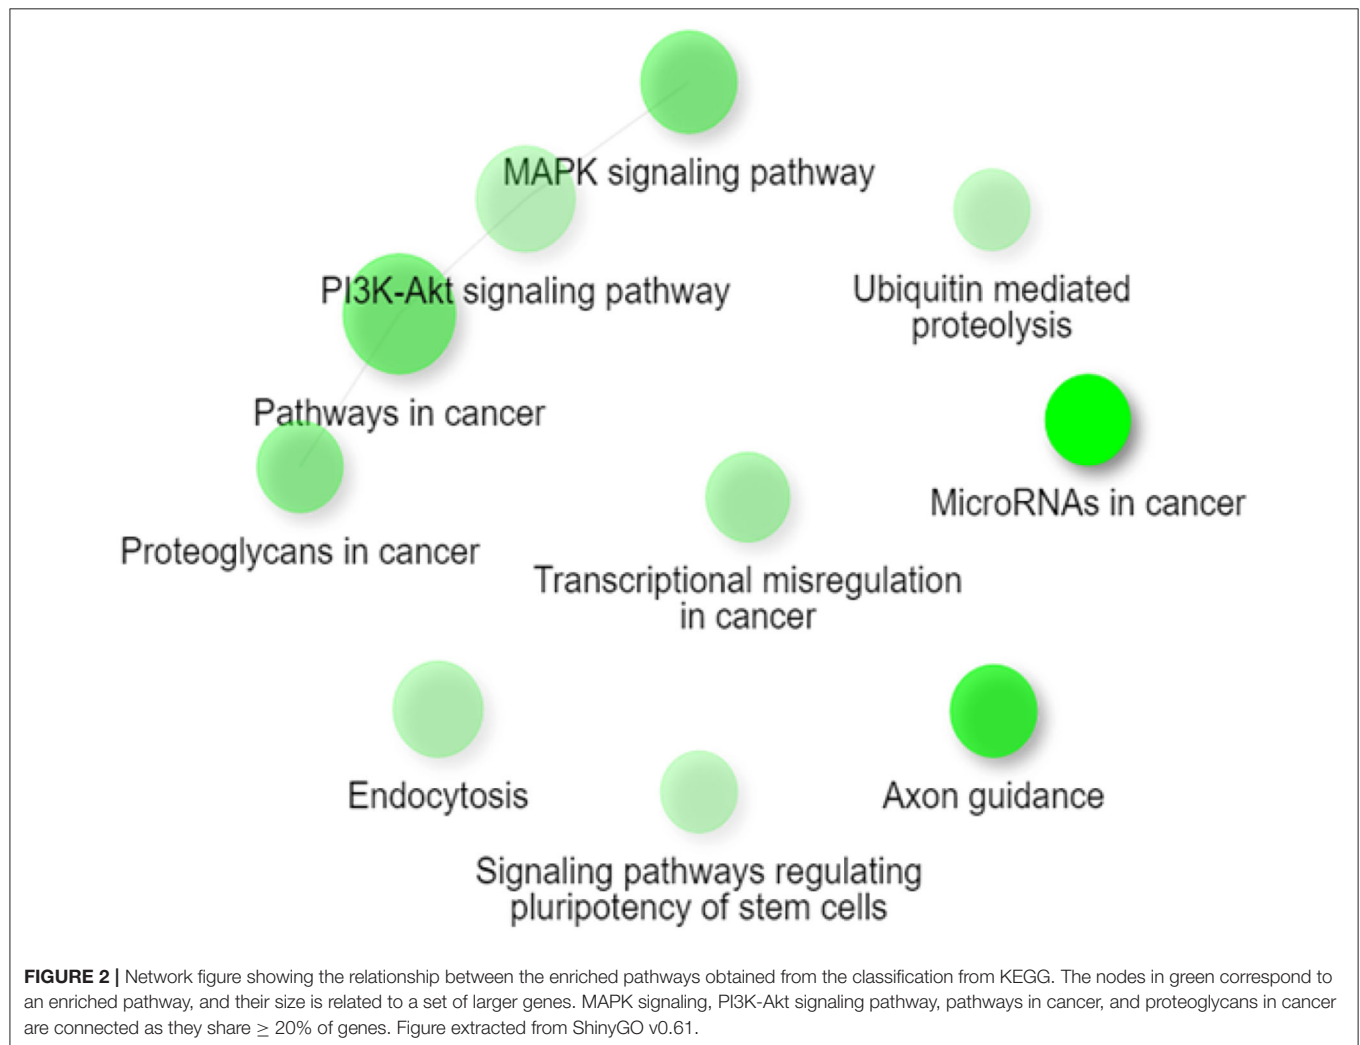 MAPK signaling pathway
PI3K-Akt signaling pathway
Ubiquitin mediated
proteolysis
Pathways in cancer
MicroRNAs in cancer
Proteoglycans in cancer
Transcriptional misregulation
in cancer
Endocytosis
Axon guidance
Signaling pathways regulating
pluripotency of stem cells
FIGURE 2 | Network figure showing the relationship between the enriched pathways obtained from the classification from KEGG. The nodes in green correspond to
an enriched pathway, and their size is related to a set of larger genes. MAPK signaling, PI3K-Akt signaling pathway, pathways in cancer, and proteoglycans in cancer
are connected as they share ≥ 20% of genes. Figure extracted from ShinyGO v0.61.